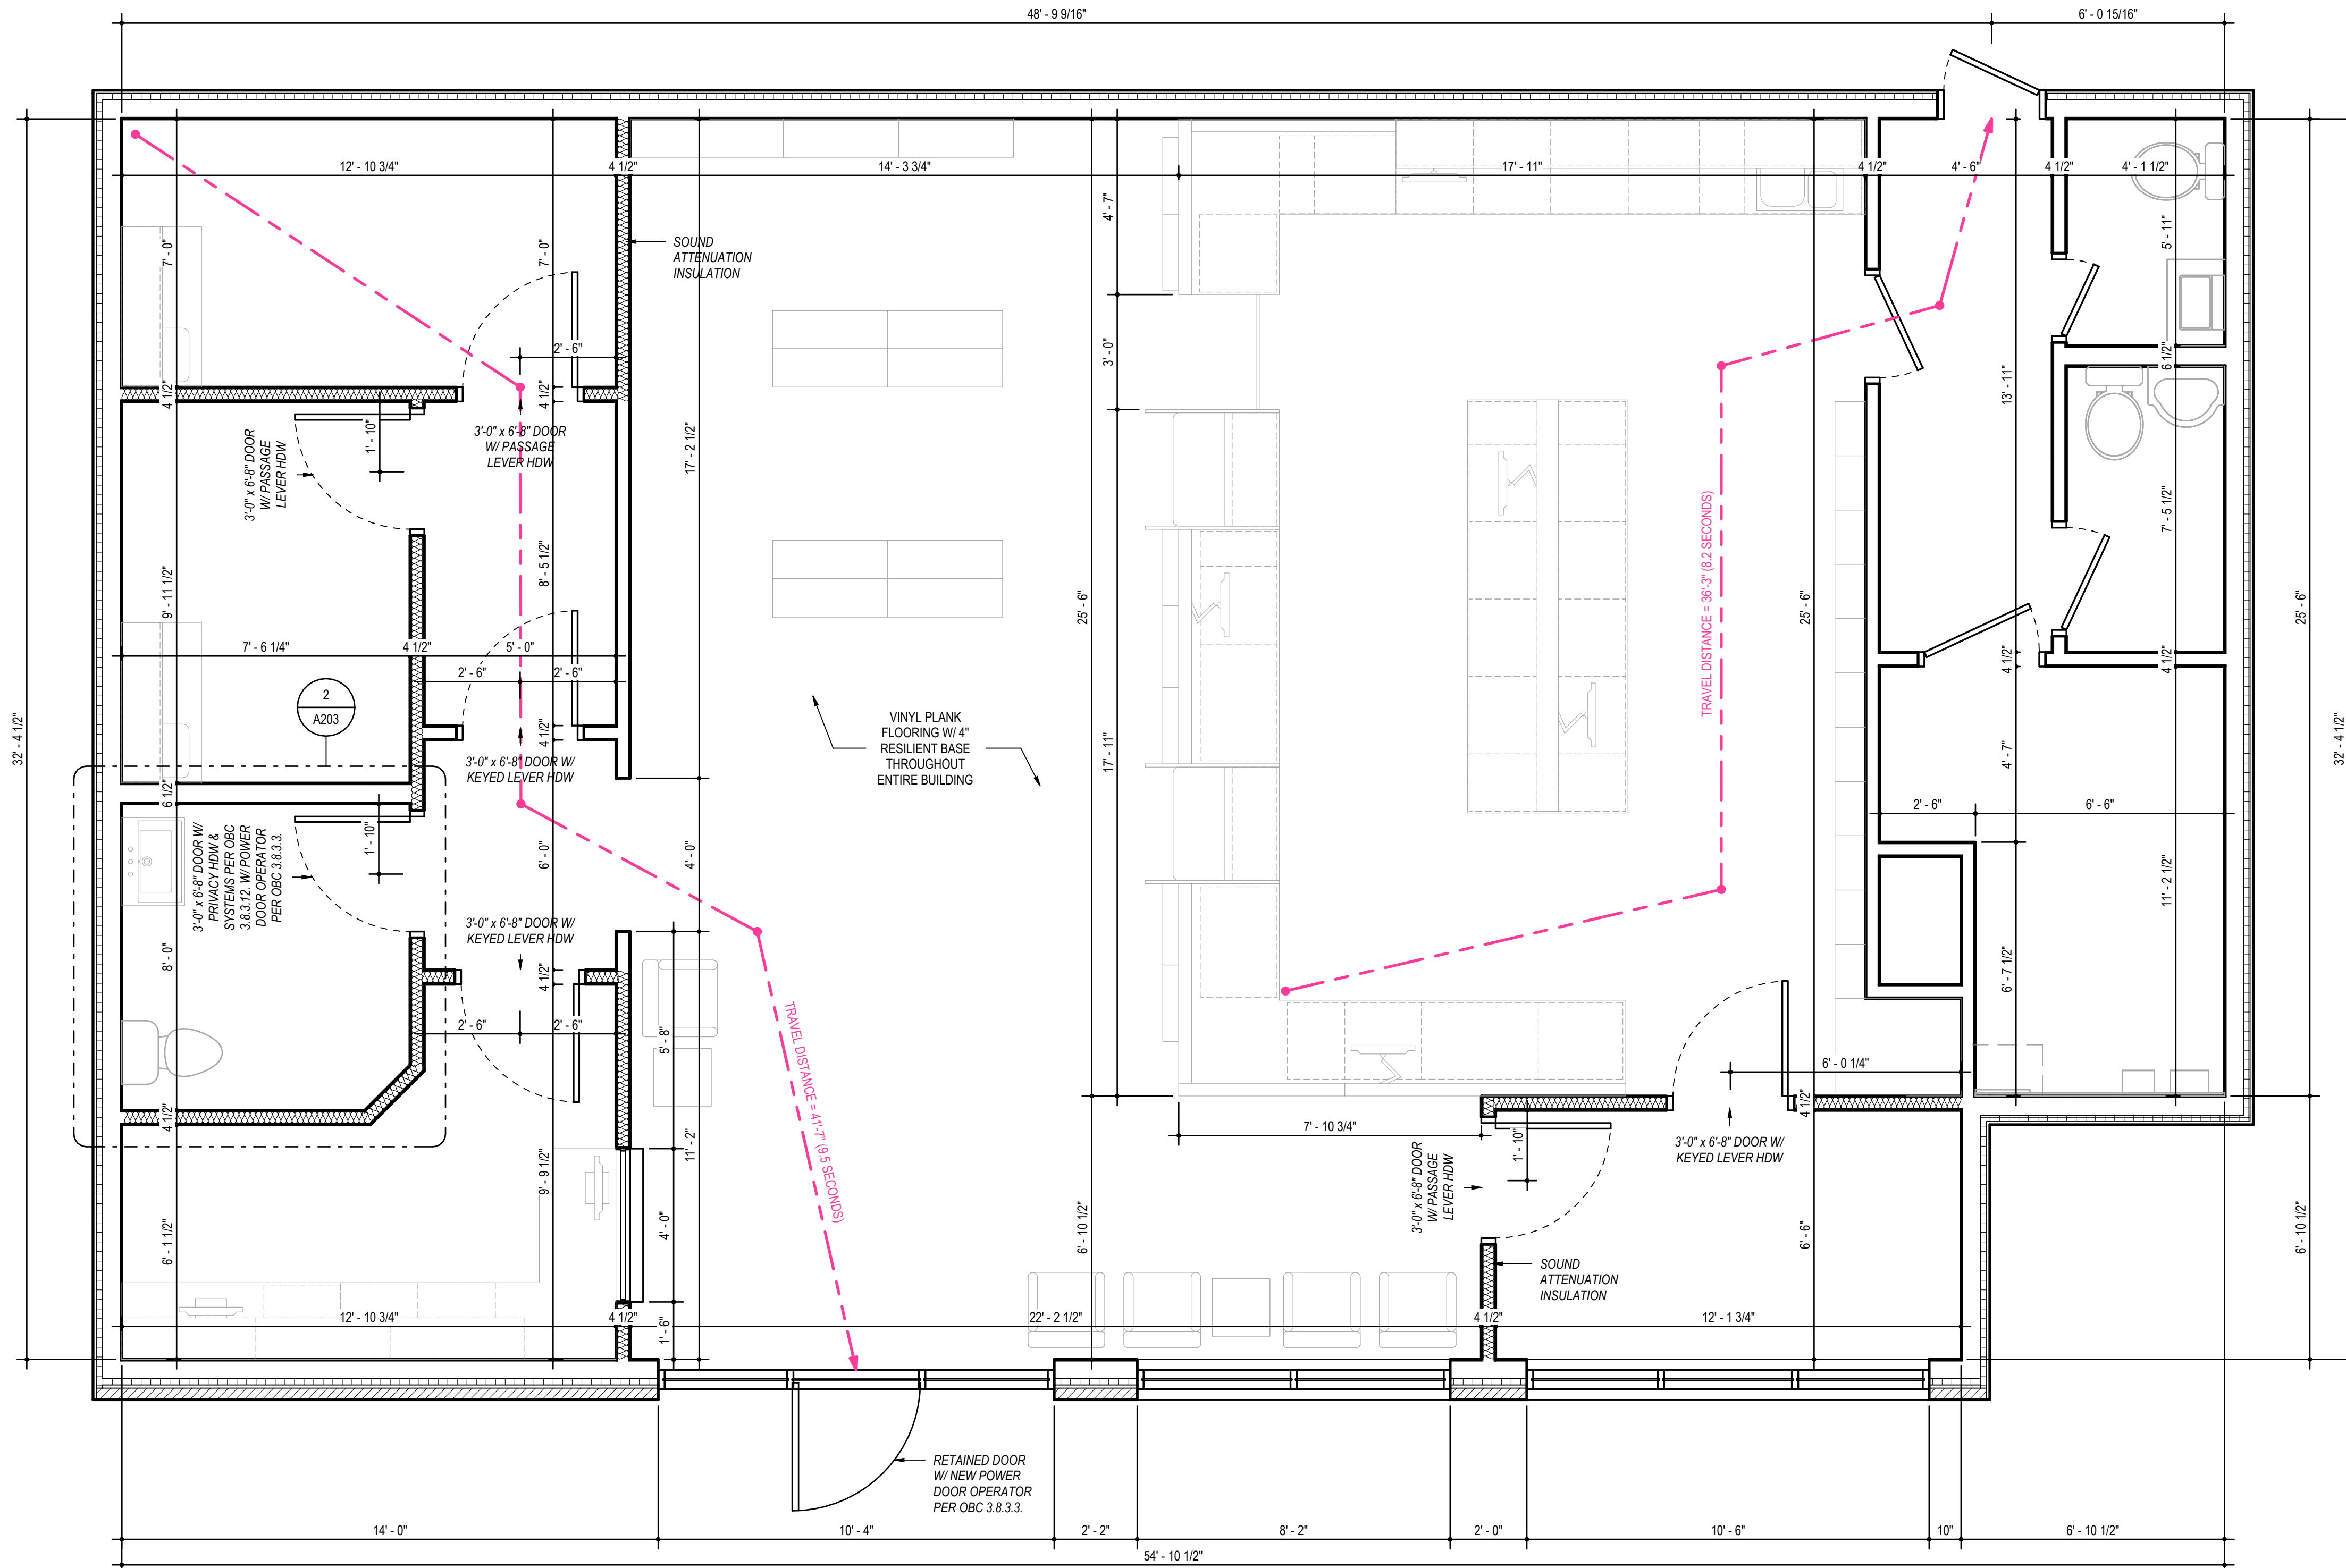 48' - 9 9/16"
6' - 0 15/16"
12' - 10 3/4"
4 1/2"
14' - 3 3/4"
17' - 11"
4 1/2"
4' - 6"
4 1/2"
4' - 1 1/2"
7' - 0"
7' - 0"
4' - 7"
5' - 11"
SOUND
ATTENUATION
INSULATION
2' - 6"
3' - 0"
6 1/2"
4 1/2"
4 1/2"
13' - 11"
3'-0" x 6'-8" DOOR
W/ PASSAGE
LEVER HDW
1' - 10"
3'-0" x 6'-8" DOOR
W/ PASSAGE
LEVER HDW
17' - 2 1/2"
7' - 5 1/2"
TRAVEL DISTANCE = 36'-3" (8.2 SECONDS)
9' - 11 1/2"
8' - 5 1/2"
25' - 6"
25' - 6"
25' - 6"
7' - 6 1/4"
4 1/2"
5' - 0"
2' - 6"
2' - 6"
4 1/2"
4 1/2"
2
A203
32' - 4 1/2"
32' - 4 1/2"
4 1/2"
VINYL PLANK
FLOORING W/ 4"
RESILIENT BASE
THROUGHOUT
ENTIRE BUILDING
17' - 11"
4' - 7"
3'-0" x 6'-8" DOOR W/
KEYED LEVER HDW
6 1/2"
2' - 6"
6' - 6"
3'-0" x 6'-8" DOOR W/
PRIVACY HDW &
SYSTEMS PER OBC
3.8.3.12. W/ POWER
DOOR OPERATOR
PER OBC 3.8.3.3.
1' - 10"
6' - 0"
4' - 0"
11' - 2 1/2"
3'-0" x 6'-8" DOOR W/
KEYED LEVER HDW
8' - 0"
4 1/2"
6' - 7 1/2"
2' - 6"
2' - 6"
5' - 8"
TRAVEL DISTANCE = 41'-7" (9.5 SECONDS)
6' - 0 1/4"
4 1/2"
4 1/2"
7' - 10 3/4"
1' - 10"
11' - 2"
9' - 9 1/2"
3'-0" x 6'-8" DOOR
W/ PASSAGE
LEVER HDW
3'-0" x 6'-8" DOOR W/
KEYED LEVER HDW
6' - 1 1/2"
4' - 0"
6' - 10 1/2"
6' - 6"
6' - 10 1/2"
SOUND
ATTENUATION
INSULATION
12' - 10 3/4"
4 1/2"
1' - 6"
22' - 2 1/2"
4 1/2"
12' - 1 3/4"
RETAINED DOOR
W/ NEW POWER
DOOR OPERATOR
PER OBC 3.8.3.3.
14' - 0"
10' - 4"
2' - 2"
8' - 2"
2' - 0"
10' - 6"
10"
6' - 10 1/2"
54' - 10 1/2"